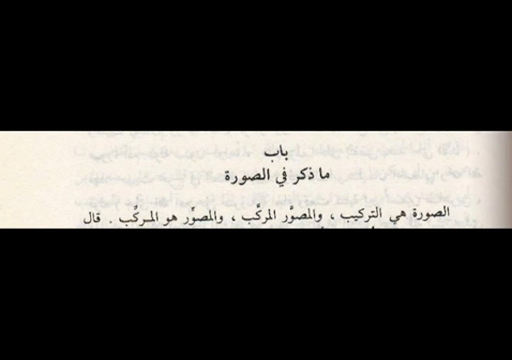 باب
ما ذكر في الصورة
الصورة هي التركيب ، والمصوَّر المركَّب ، والمصوِّر هو المركِّب . قال